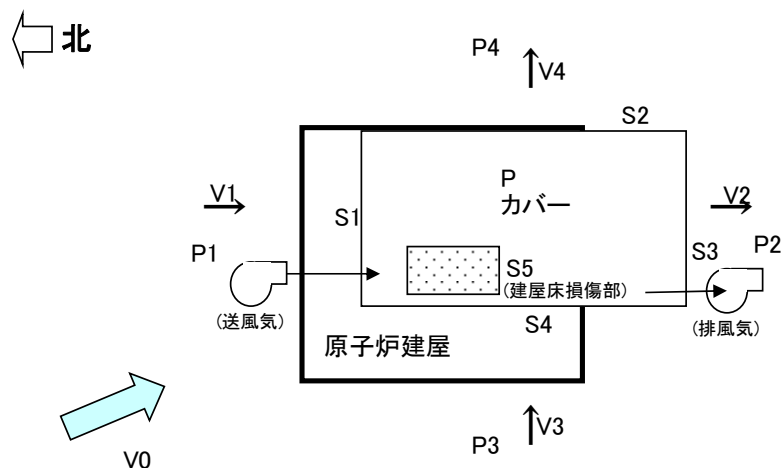 北
P4
V4
S2
P
カバー
V1
V2
S1
P1
S3
P2
S5
(建屋床損傷部)
(送風気)
(排風気)
S4
原子炉建屋
P3
V3
V0